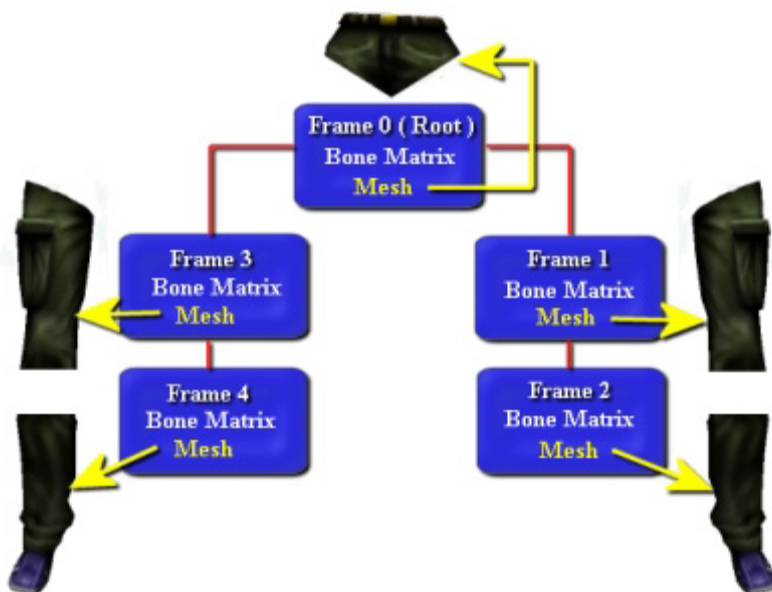 Frame 0 ( Root )
Bone Matrix
Mesh
Frame 3
Bone Matrix
Mesh
Frame 1
Bone Matrix
Mesh
Frame 4
Bone Matrix
Mesh
Frame 2
Bone Matrix
Mesh